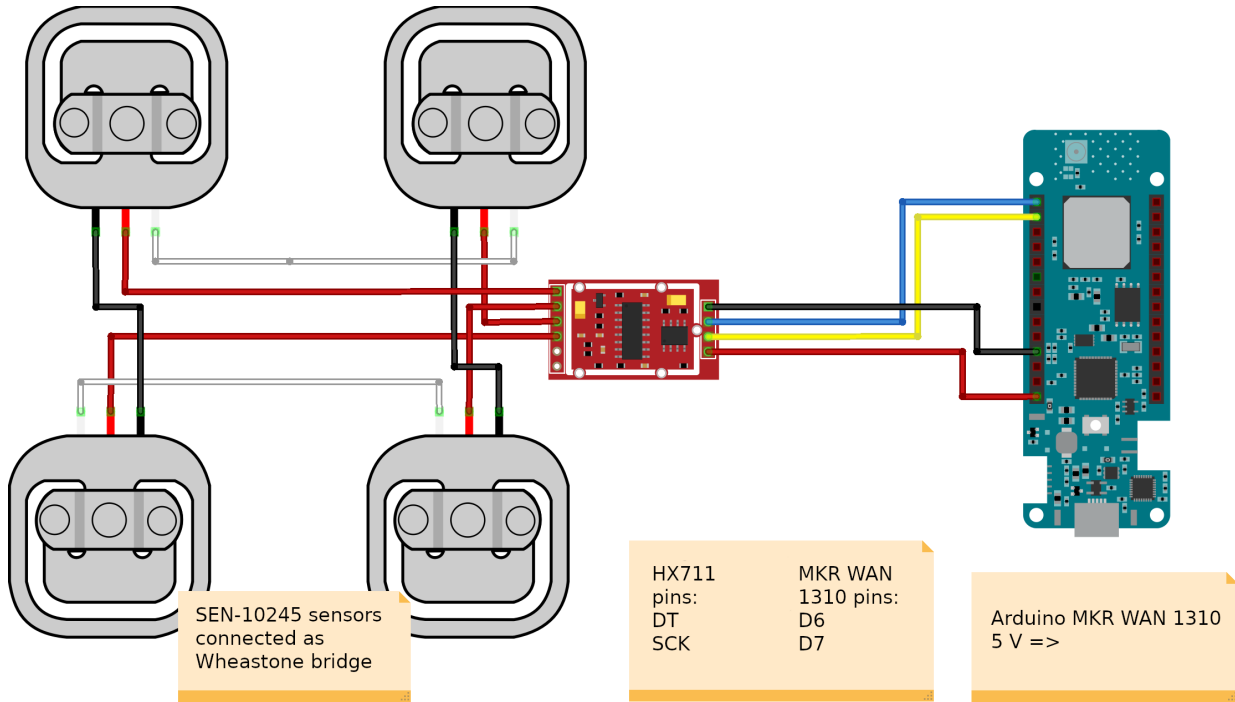 SEN-10245 sensors
connected as
Wheastone bridge
HX711 MKR WAN
pins: 1310 pins:
DT D6
SCK D7
Arduino MKR WAN 1310
5 V =>